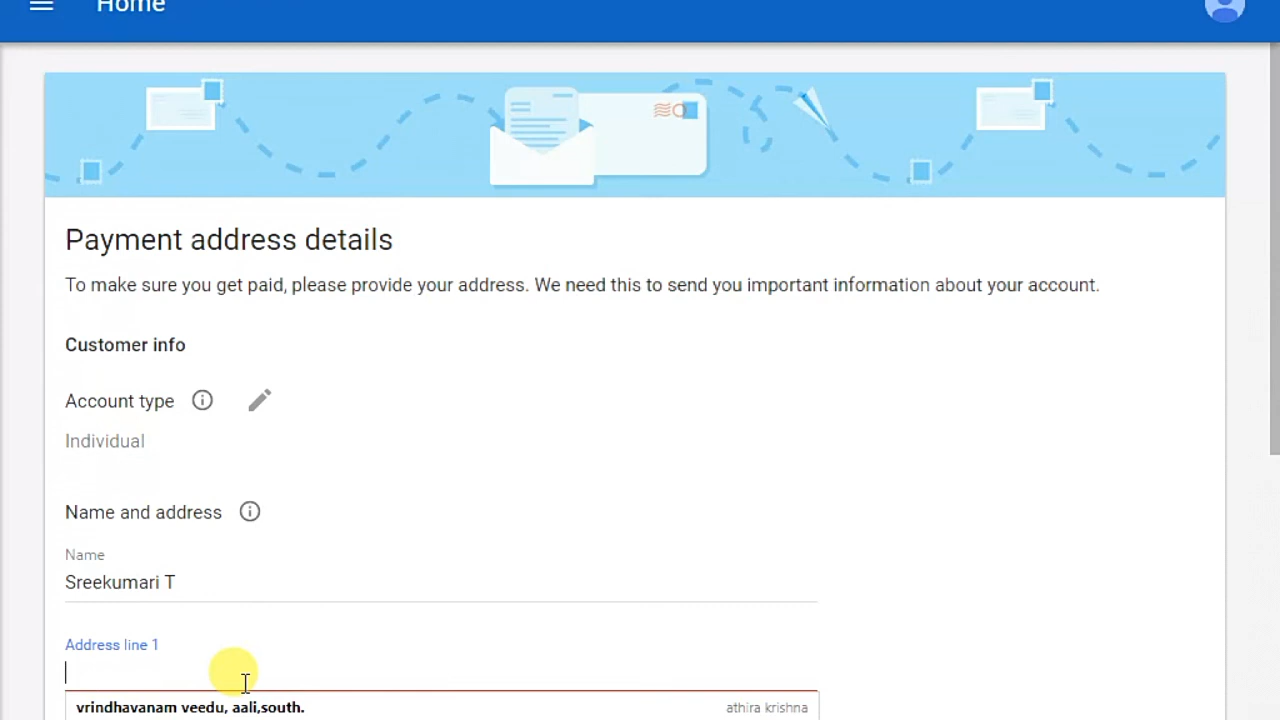 Home
Payment address details
To make sure you get paid, please provide your address. We need this to send you important information about your account.
Customer info
Account type
Individual
Name and address
Name
Sreekumari T
Address line 1
vrindhavanam veedu, aali,south. athira krishna